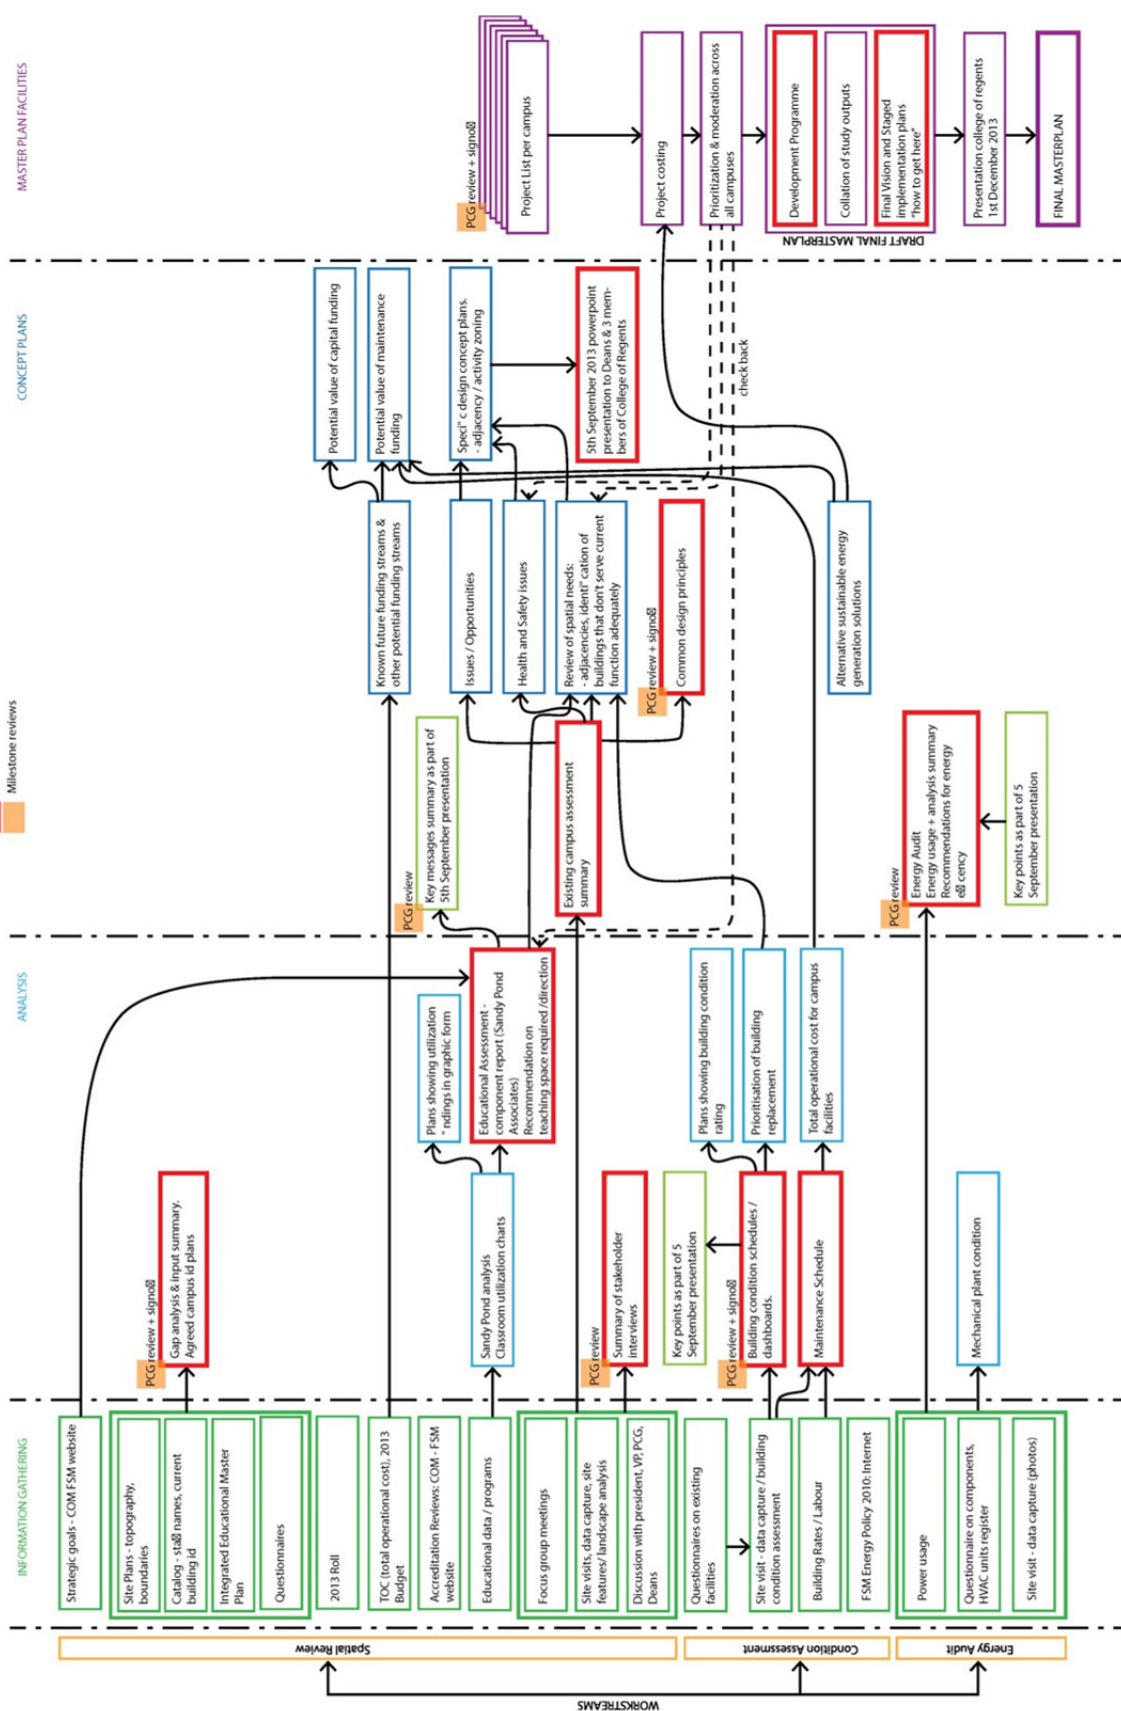 Milestone reviews
INFORMATION GATHERING
ANALYSIS
CONCEPT PLANS
MASTER PLAN FACILITIES
WORKSTREAMS
Spatial Review
Condition Assessment
Energy Audit
Strategic goals - COM FSM website
Site Plans - topography,
boundaries
Catalog - sta names, current
building id
Integrated Educational Master
Plan
Questionnaires
2013 Roll
TOC (total operational cost), 2013
Budget
Accreditation Reviews: COM - FSM
website
Educational data / programs
Focus group meetings
Site visits, data capture, site
features/ landscape analysis
Discussion with president, VP, PCG,
Deans
Questionnaires on existing
facilities
Site visit - data capture / building
condition assessment
Building Rates / Labour
FSM Energy Policy 2010: Internet
Power usage
Questionnaire on components,
HVAC units register
Site visit - data capture (photos)
PCG review + signo
Gap analysis & input summary.
Agreed campus id plans
Sandy Pond analysis
Classroom utilization charts
PCG review
Summary of stakeholder
interviews
Key points as part of 5
September presentation
PCG review + signo
Building condition schedules /
dashboards.
Maintenance Schedule
Mechanical plant condition
Plans showing utilization
" ndings in graphic form
Educational Assessment -
component report (Sandy Pond
Associates)
Recommendation on
teaching space required /direction
Plans showing building condition
rating
Prioritisation of building
replacement
Total operational cost for campus
facilities
PCG review
Key messages summary as part of
5th September presentation
Existing campus assessment
summary
PCG review
Energy Audit
Energy usage + analysis summary
Recommendations for energy
e cency
Key points as part of 5
September presentation
Known future funding streams &
other potential funding streams
Issues / Opportunities
Health and Safety issues
Review of spatial needs:
- adjacencies, identi" cation of
buildings that don't serve current
function adequately
PCG review + signo
Common design principles
Alternative sustainable energy
generation solutions
Potential value of capital funding
Potential value of maintenance
funding
Speci" c design concept plans.
- adjacency / activity zoning
5th September 2013 powerpoint
presentation to Deans & 3 mem-
bers of College of Regents
check back
PCG review + signo
Project List per campus
Project costing
Prioritization & moderation across
all campuses
DRAFT FINAL MASTERPLAN
Development Programme
Collation of study outputs
Final Vision and Staged
implementation plans
"how to get here"
Presentation college of regents
1st December 2013
FINAL MASTERPLAN